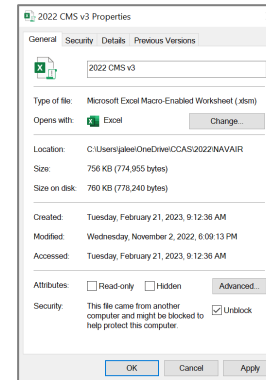 2022 CMS v3 Properties
General Security Details Previous Versions
2022 CMS v3
Type of file: Microsoft Excel Macro-Enabled Worksheet (.xlsm)
Opens with: Excel Change...
Location: C:\Users\jalee\OneDrive\CCAS\2022\NAVAIR
Size: 756 KB (774,955 bytes)
Size on disk: 760 KB (778,240 bytes)
Created: Tuesday, February 21, 2023, 9:12:36 AM
Modified: Wednesday, November 2, 2022, 6:09:13 PM
Accessed: Tuesday, February 21, 2023, 9:12:36 AM
Attributes: Read-only Hidden Advanced...
Security: This file came from another
computer and might be blocked to
help protect this computer.
Unblock
OK Cancel Apply